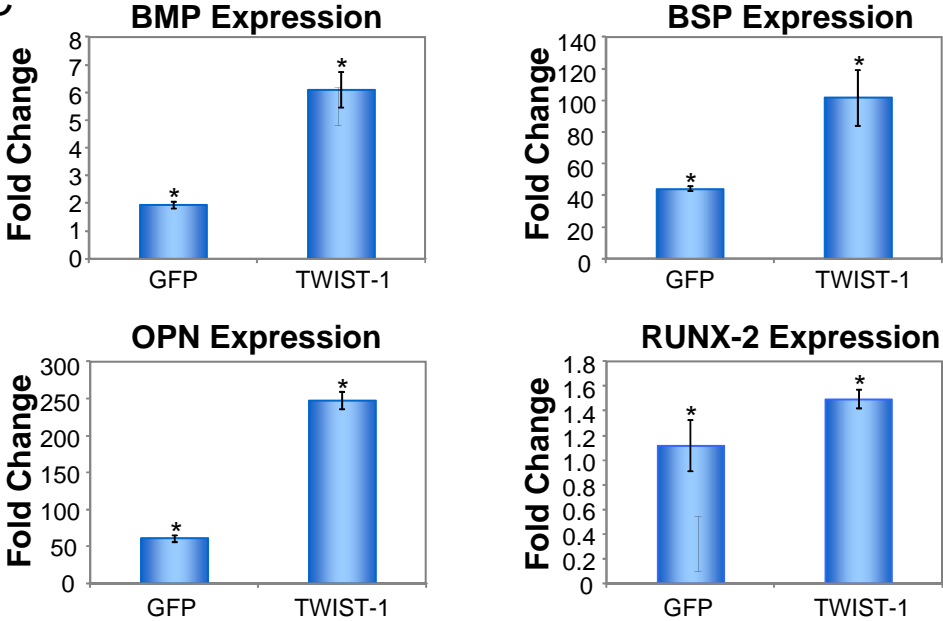 BMP Expression
Fold Change
8
7
6
5
4
3
2
1
0
*
*
GFP
TWIST-1
BSP Expression
Fold Change
140
120
100
80
60
40
20
0
*
*
GFP
TWIST-1
OPN Expression
Fold Change
300
250
200
150
100
50
0
*
*
GFP
TWIST-1
RUNX-2 Expression
Fold Change
1.8
1.6
1.4
1.2
1.0
0.8
0.6
0.4
0.2
0
*
*
GFP
TWIST-1